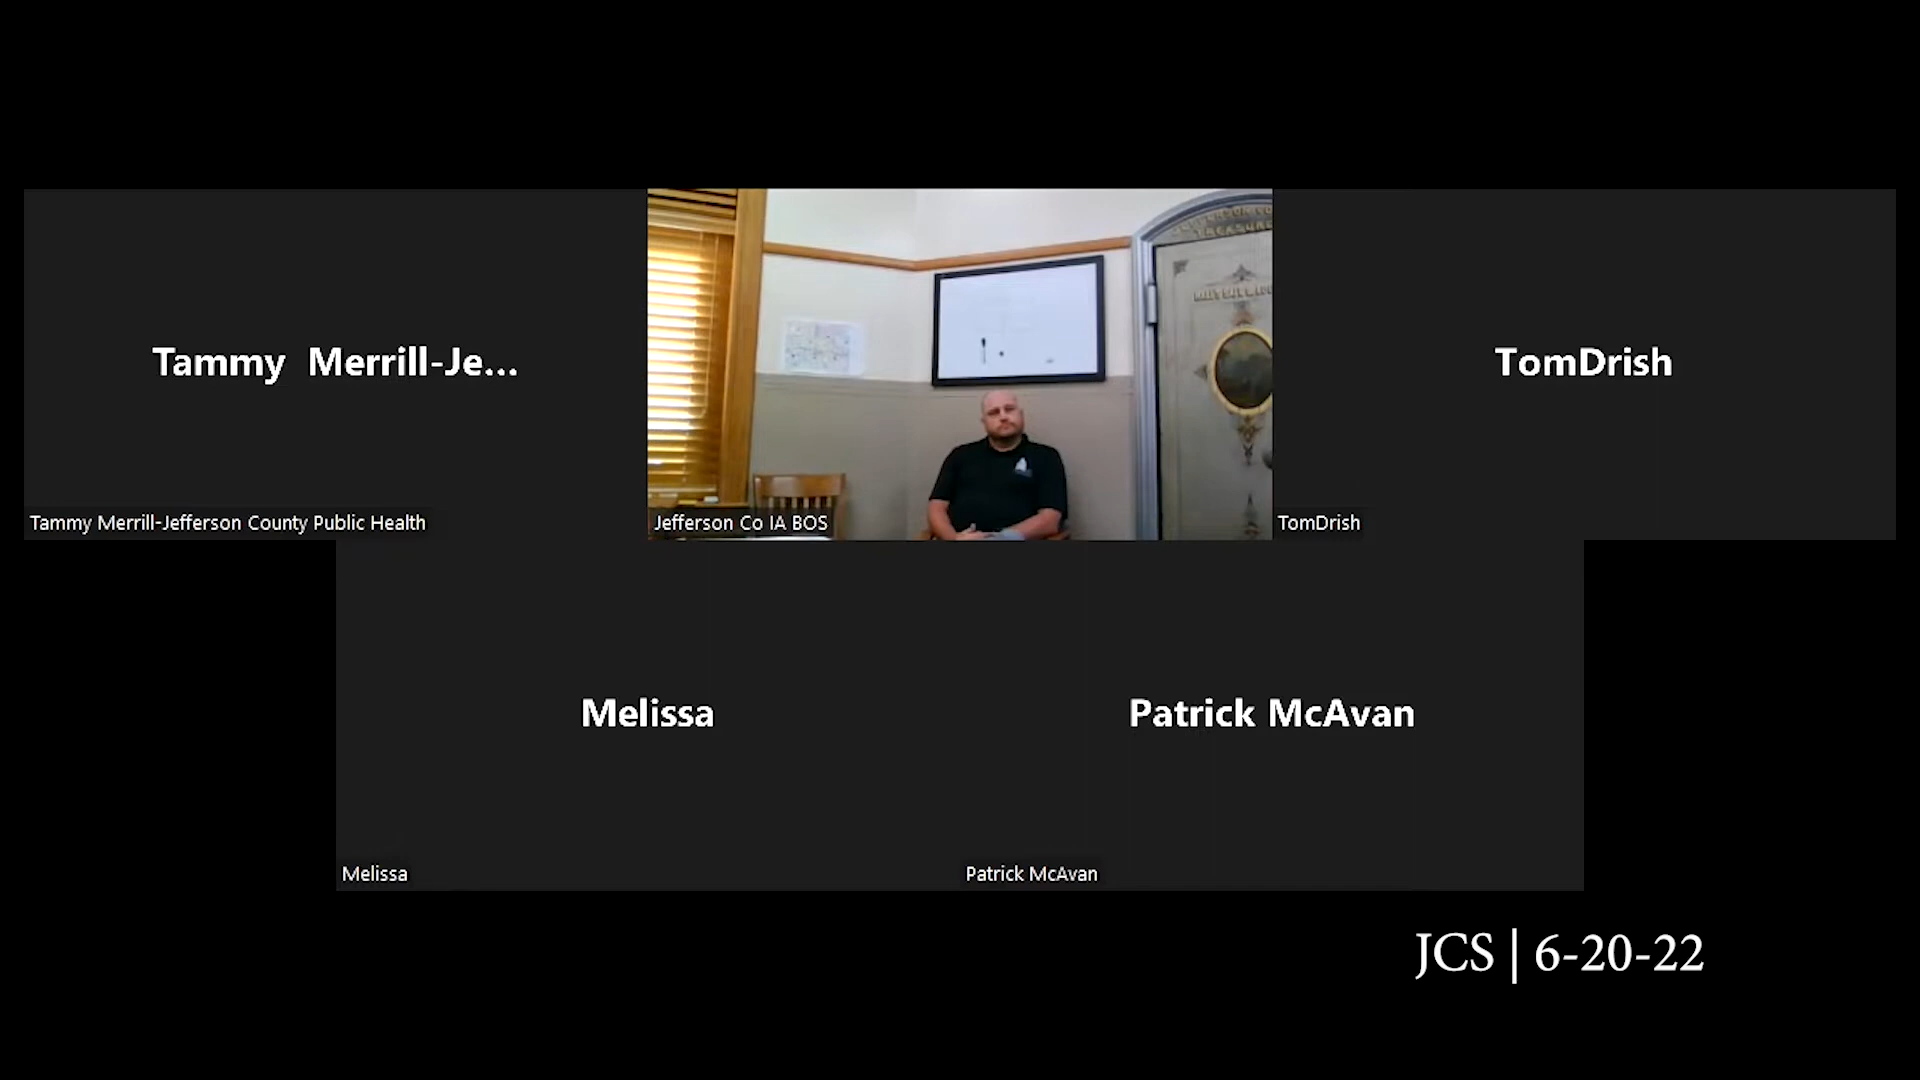 Tammy Merrill-Je...
Tammy Merrill-Jefferson County Public Health
TREASURE
Jefferson Co IA BOS
TomDrish
TomDrish
Melissa
Melissa
Patrick McAvan
Patrick McAvan
JCS | 6-20-22